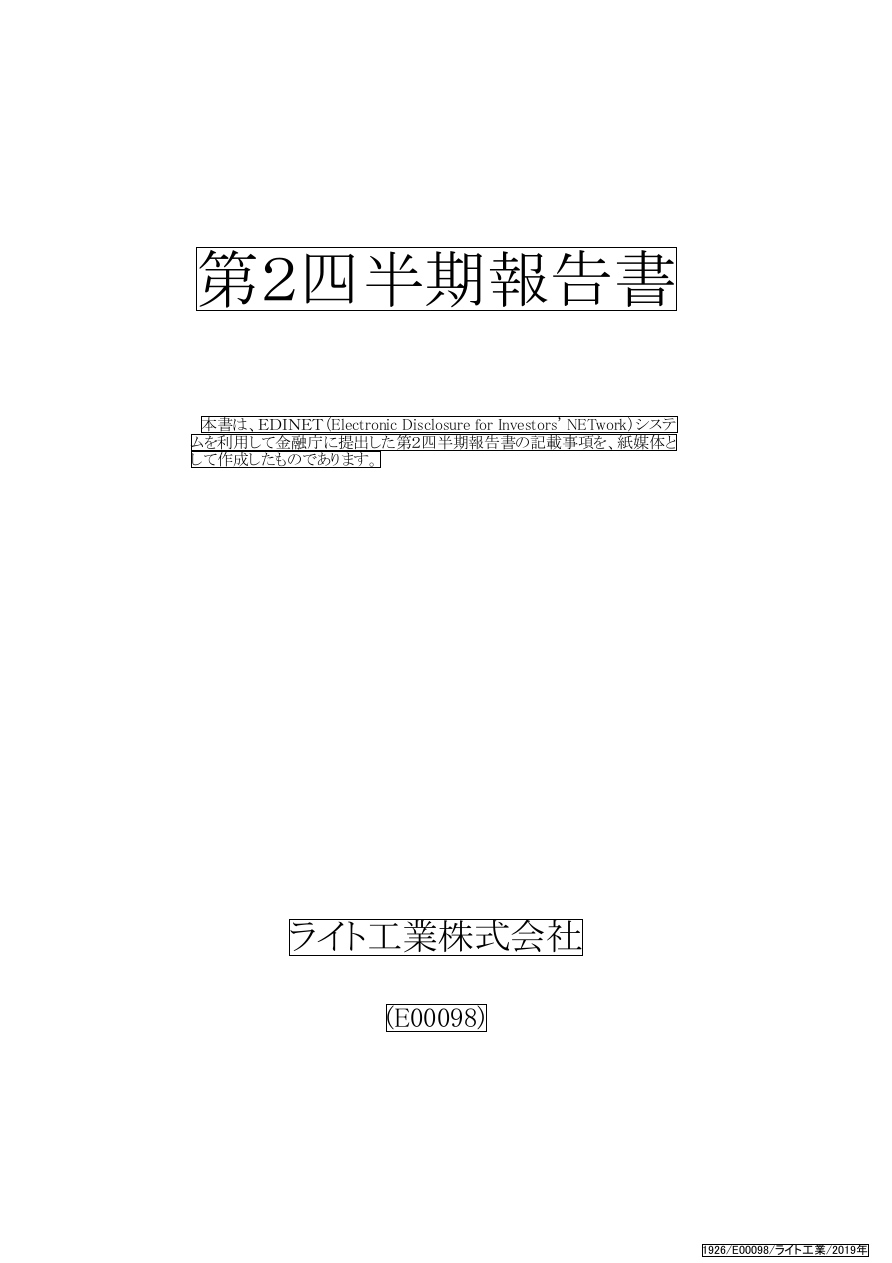 第2四半期報告書
本書は、EDINET(Electronic Disclosure for Investors' NETwork)システ
ムを利用して金融庁に提出した第2四半期報告書の記載事項を、紙媒体と
して作成したものであります。
ライト工業株式会社
(E00098)
1926/E00098/ライト工業/2019年